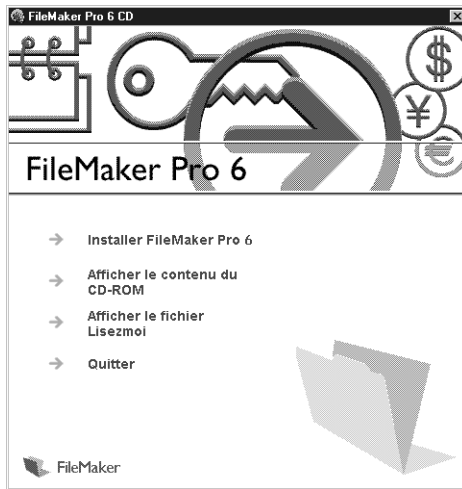 FileMaker Pro 6 CD
$
¥
€
FileMaker Pro 6
Installer FileMaker Pro 6
Afficher le contenu du
CD-ROM
Afficher le fichier
Lisezmoi
Quitter
FileMaker